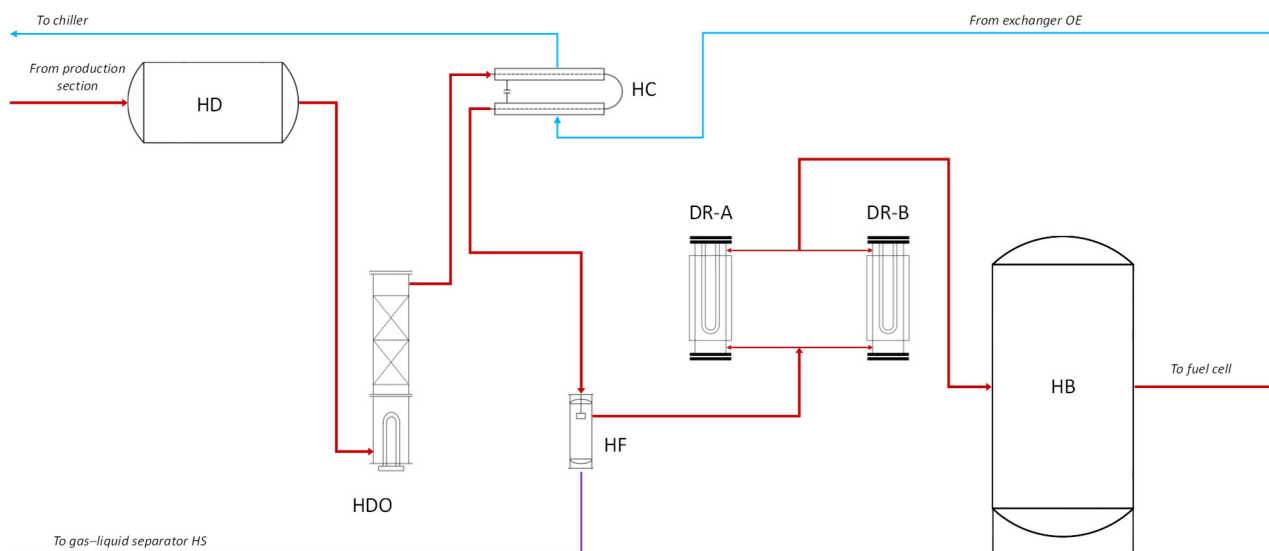 To chiller
From exchanger OE
From production
section
HD
HC
DR-A
DR-B
To fuel cell
HB
HF
HDO
To gas–liquid separator HS